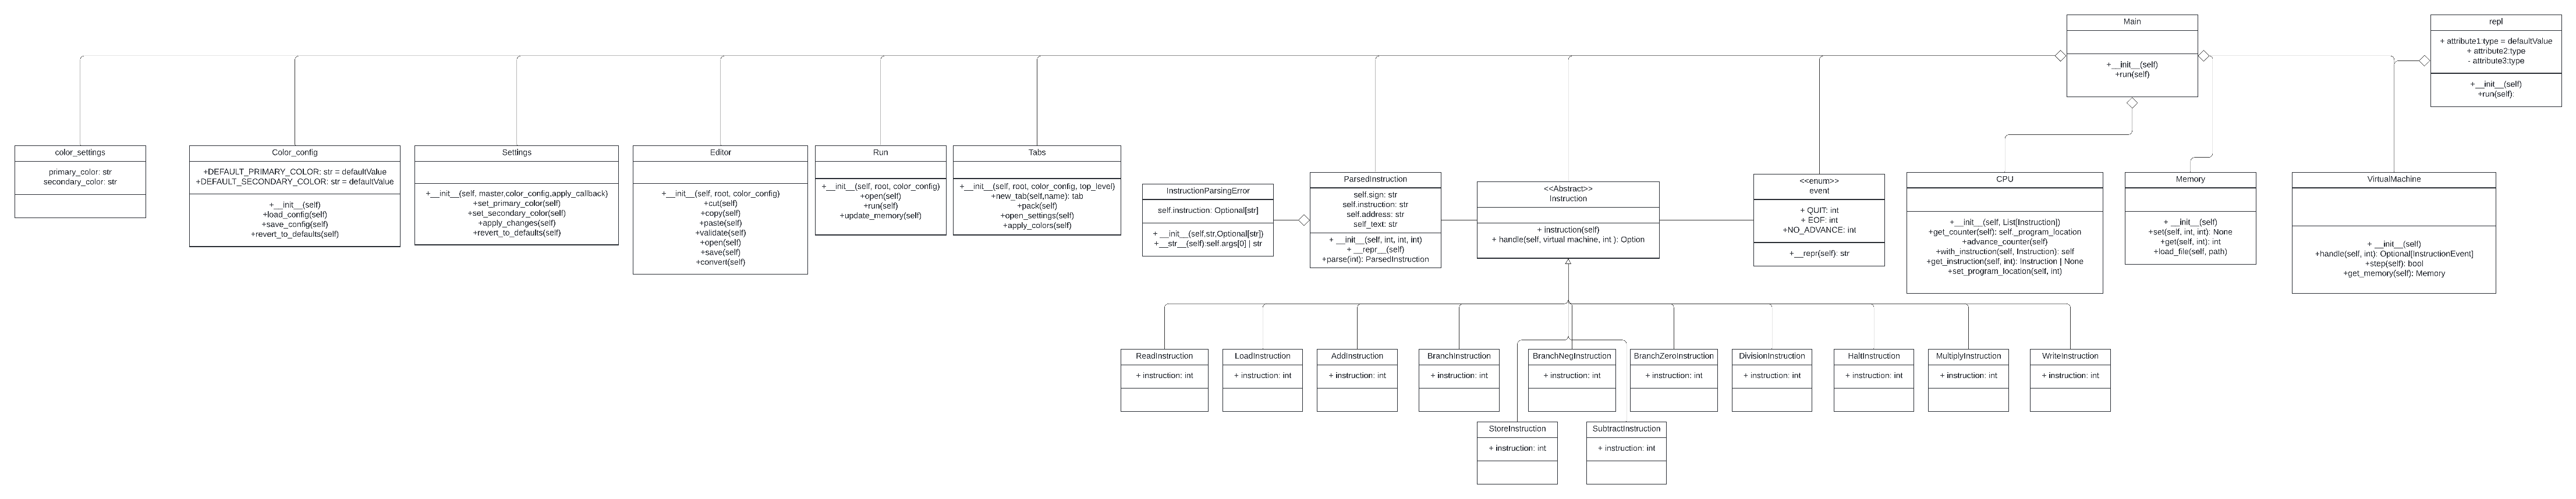 Main
+__init__(self)
+run(self)
repl
+ attribute1:type = defaultValue
+ attribute2:type
- attribute3:type
+__init__(self)
+run(self):
color_settings
primary_color: str
secondary_color: str
Color_config
+DEFAULT_PRIMARY_COLOR: str = defaultValue
+DEFAULT_SECONDARY_COLOR: str = defaultValue
+__init__(self)
+load_config(self)
+save_config(self)
+revert_to_defaults(self)
Settings
+__init__(self, master,color_config,apply_callback)
+set_primary_color(self)
+set_secondary_color(self)
+apply_changes(self)
+revert_to_defaults(self)
Editor
+__init__(self, root, color_config)
+cut(self)
+copy(self)
+paste(self)
+validate(self)
+open(self)
+save(self)
+convert(self)
Run
+__init__(self, root, color_config)
+open(self)
+run(self)
+update_memory(self)
Tabs
+__init__(self, root, color_config, top_level)
+new_tab(self,name): tab
+pack(self)
+open_settings(self)
+apply_colors(self)
InstructionParsingError
self.instruction: Optional[str]
+ __init__(self,str,Optional[str])
+__str__(self):self.args[0] | str
ParsedInstruction
self.sign: str
self.instruction: str
self.address: str
self_text: str
+ __init__(self, int, int, int)
+ __repr__(self)
+parse(int): ParsedInstruction
<<Abstract>>
Instruction
+ Instruction(self)
+ handle(self, virtual machine, int ): Option
<<enum>>
event
+ QUIT: int
+ EOF: int
+NO_ADVANCE: int
+__repr(self): str
CPU
+__init__(self, List[Instruction])
+get_counter(self): self._program_location
+advance_counter(self)
+with_instruction(self, Instruction): self
+get_instruction(self, int): Instruction | None
+set_program_location(self, int)
Memory
+ __init__(self)
+set(self, int, int): None
+get(self, int): int
+load_file(self, path)
VirtualMachine
+ __init__(self)
+handle(self, int): Optional[InstructionEvent]
+step(self): bool
+get_memory(self): Memory
ReadInstruction
+ instruction: int
LoadInstruction
+ instruction: int
AddInstruction
+ instruction: int
BranchInstruction
+ instruction: int
BranchNegInstruction
+ instruction: int
BranchZeroInstruction
+ instruction: int
DivisionInstruction
+ instruction: int
HaltInstruction
+ instruction: int
MultiplyInstruction
+ instruction: int
WriteInstruction
+ instruction: int
StoreInstruction
+ instruction: int
SubtractInstruction
+ instruction: int